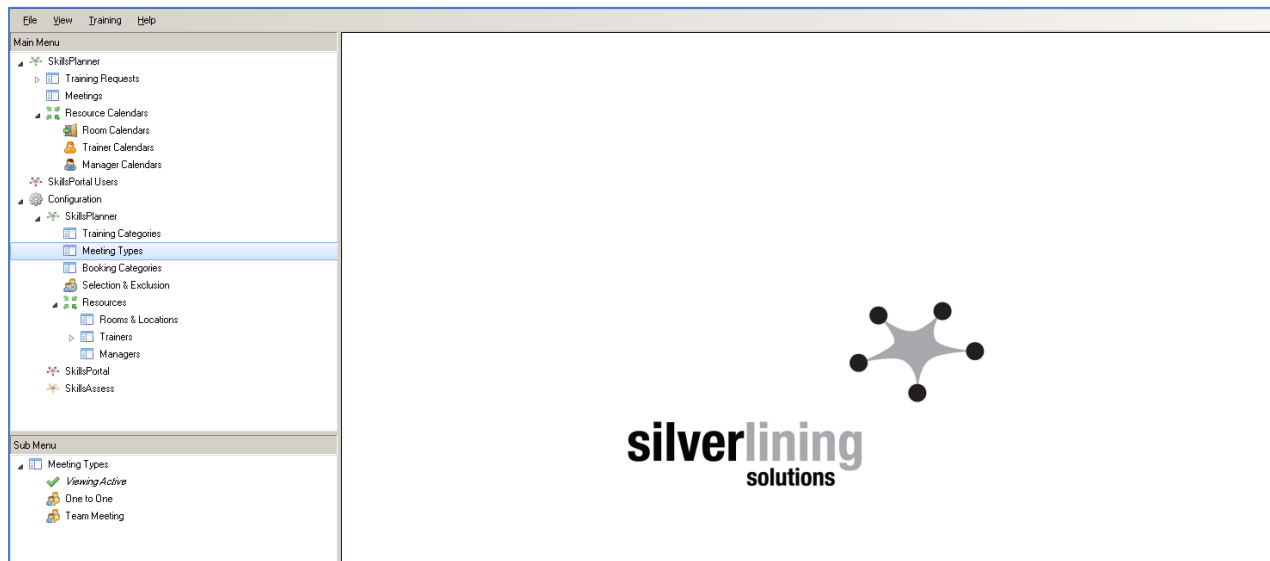 File View Training Help
Main Menu
SkillsPlanner
Training Requests
Meetings
Resource Calendars
Room Calendars
Trainer Calendars
Manager Calendars
SkillsPortal Users
Configuration
SkillsPlanner
Training Categories
Meeting Types
Booking Categories
Selection & Exclusion
Resources
Rooms & Locations
Trainers
Managers
SkillsPortal
SkillsAssess
Sub Menu
Meeting Types
Viewing Active
One to One
Team Meeting
silverlining
solutions